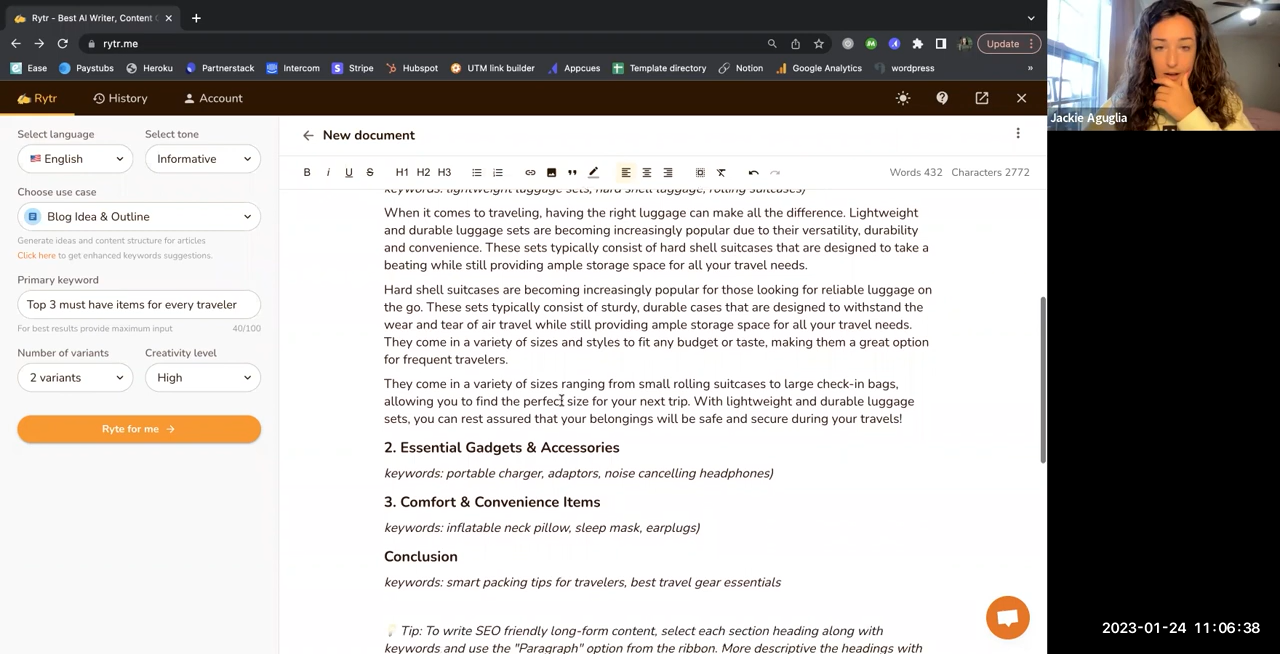 Rytr - Best AI Writer, Content
rytr.me
Update
Ease Paystubs Heroku Partnerstack Intercom Stripe Hubspot UTM link builder Appcues Template directory Notion Google Analytics wordpress »
Rytr History Account
Jackie Aguglia
Select language Select tone
English Informative
Choose use case
Blog Idea & Outline
Generate ideas and content structure for articles
Click here to get enhanced keywords suggestions.
Primary keyword
Top 3 must have items for every traveler
For best results provide maximum input 40/100
Number of variants Creativity level
2 variants High
Ryte for me →
New document
B i U S H1 H2 H3 Words 432 Characters 2772
keywords: lightweight luggage sets, hard shell luggage, rolling suitcases)
When it comes to traveling, having the right luggage can make all the difference. Lightweight
and durable luggage sets are becoming increasingly popular due to their versatility, durability
and convenience. These sets typically consist of hard shell suitcases that are designed to take a
beating while still providing ample storage space for all your travel needs.
Hard shell suitcases are becoming increasingly popular for those looking for reliable luggage on
the go. These sets typically consist of sturdy, durable cases that are designed to withstand the
wear and tear of air travel while still providing ample storage space for all your travel needs.
They come in a variety of sizes and styles to fit any budget or taste, making them a great option
for frequent travelers.
They come in a variety of sizes ranging from small rolling suitcases to large check-in bags,
allowing you to find the perfect size for your next trip. With lightweight and durable luggage
sets, you can rest assured that your belongings will be safe and secure during your travels!
2. Essential Gadgets & Accessories
keywords: portable charger, adaptors, noise cancelling headphones)
3. Comfort & Convenience Items
keywords: inflatable neck pillow, sleep mask, earplugs)
Conclusion
keywords: smart packing tips for travelers, best travel gear essentials
Tip: To write SEO friendly long-form content, select each section heading along with
keywords and use the "Paragraph" option from the ribbon. More descriptive the headings with
2023-01-24 11:06:38